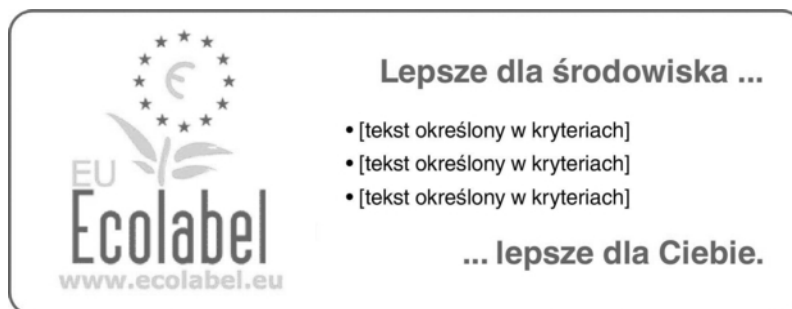 EU
Ecolabel
www.ecolabel.eu
Lepsze dla środowiska ...
• [tekst określony w kryteriach]
• [tekst określony w kryteriach]
• [tekst określony w kryteriach]
... lepsze dla Ciebie.